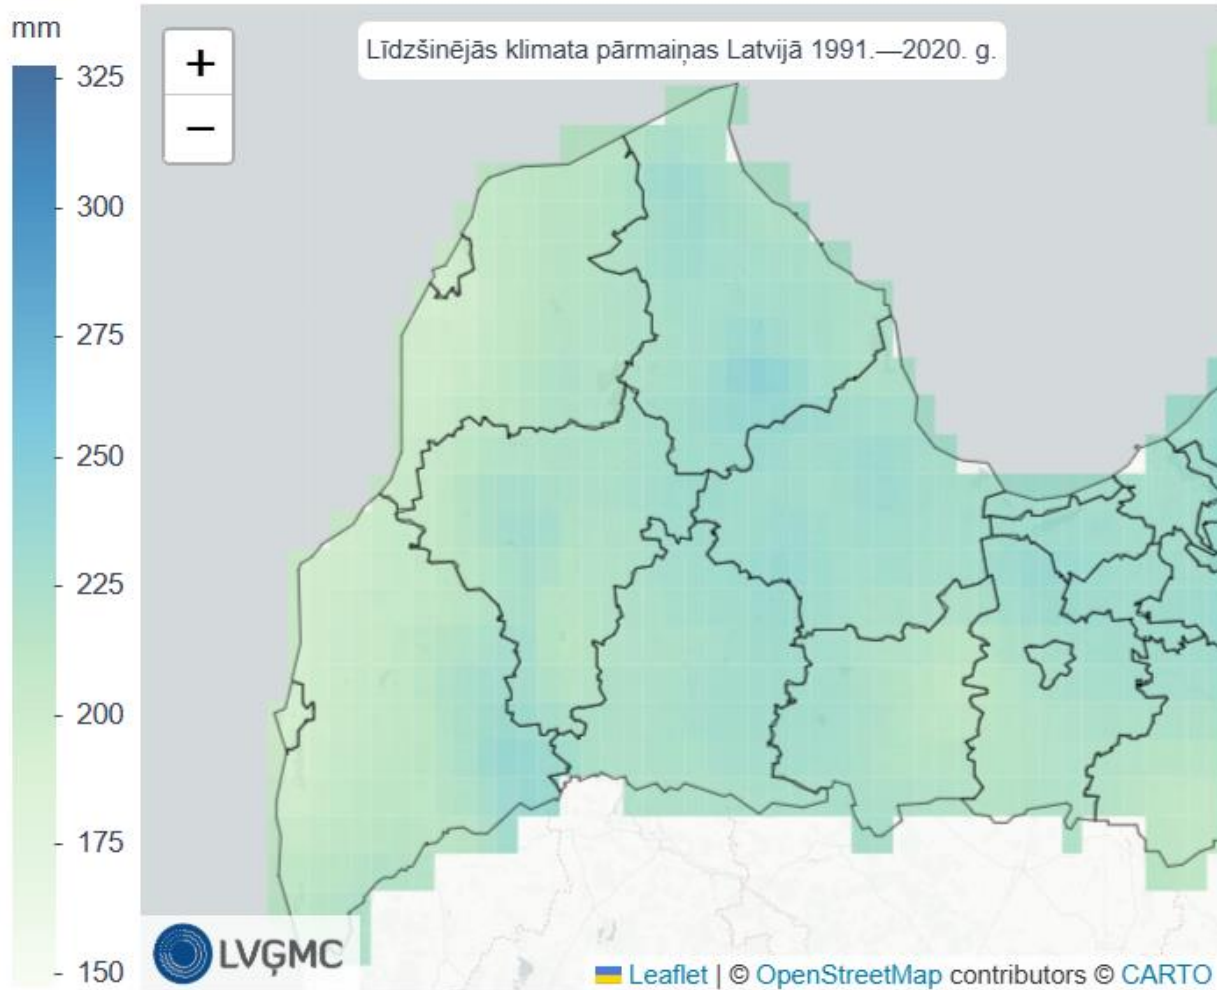 mm
325
300
275
250
225
200
175
150
+
−
Līdzšinējās klimata pārmaiņas Latvijā 1991.—2020. g.
LVĢMC
Leaflet | © OpenStreetMap contributors © CARTO